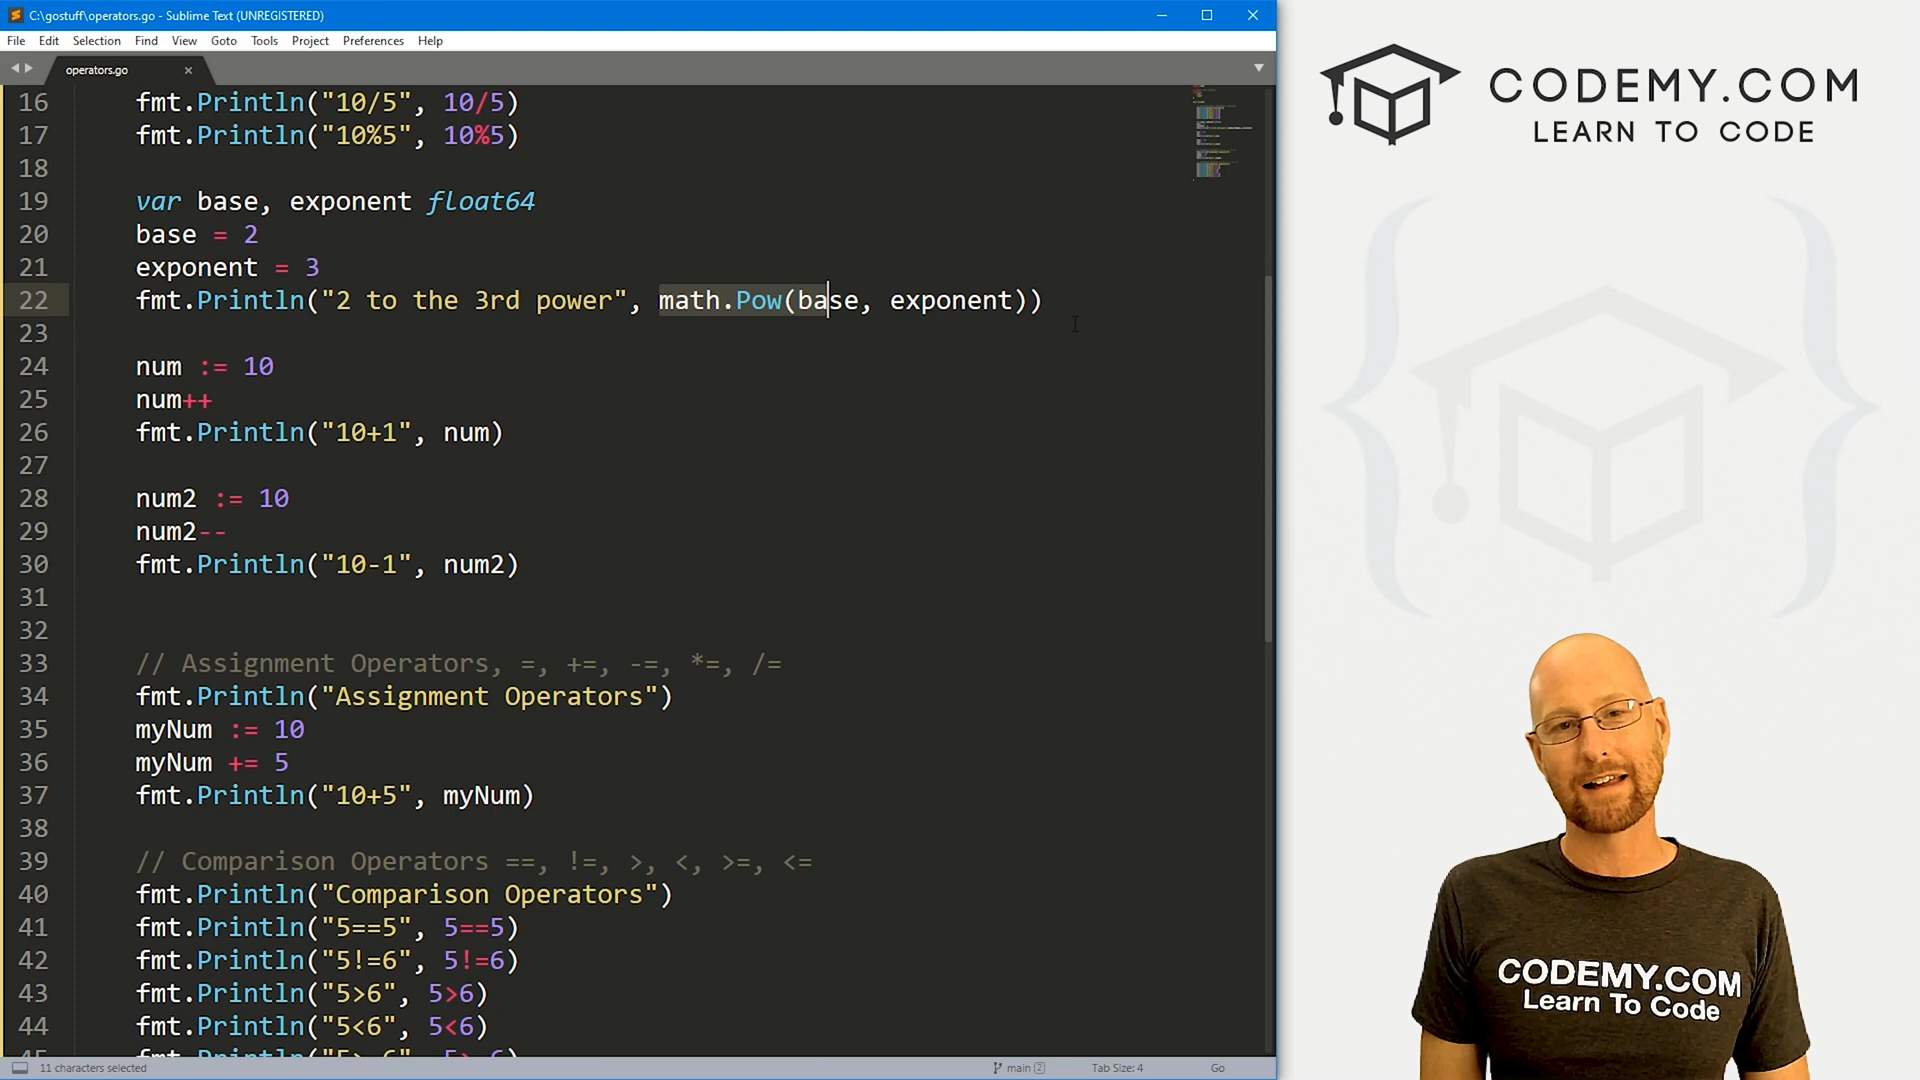 C:\gostuff\operators.go - Sublime Text (UNREGISTERED)
File Edit Selection Find View Goto Tools Project Preferences Help
operators.go
16 fmt.Println("10/5", 10/5)
17 fmt.Println("10%5", 10%5)
18
19 var base, exponent float64
20 base = 2
21 exponent = 3
22 fmt.Println("2 to the 3rd power", math.Pow(base, exponent))
23
24 num := 10
25 num++
26 fmt.Println("10+1", num)
27
28 num2 := 10
29 num2--
30 fmt.Println("10-1", num2)
31
32
33 // Assignment Operators, =, +=, -=, *=, /=
34 fmt.Println("Assignment Operators")
35 myNum := 10
36 myNum += 5
37 fmt.Println("10+5", myNum)
38
39 // Comparison Operators ==, !=, >, <, >=, <=
40 fmt.Println("Comparison Operators")
41 fmt.Println("5==5", 5==5)
42 fmt.Println("5!=6", 5!=6)
43 fmt.Println("5>6", 5>6)
44 fmt.Println("5<6", 5<6)
11 characters selected
main 2
Tab Size: 4
Go
CODEMY.COM
LEARN TO CODE
CODEMY.COM
Learn To Code